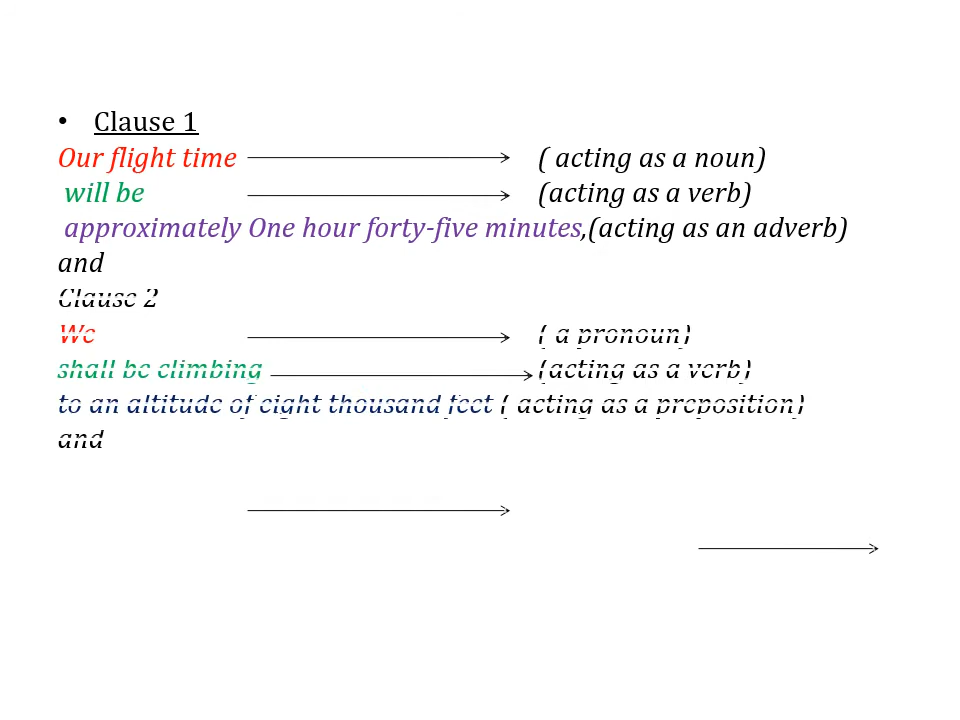 • Clause 1
Our flight time ( acting as a noun)
will be (acting as a verb)
approximately One hour forty-five minutes,(acting as an adverb)
and
Clause 2
We ( a pronoun)
shall be climbing (acting as a verb)
to an altitude of eight thousand feet ( acting as a preposition)
and